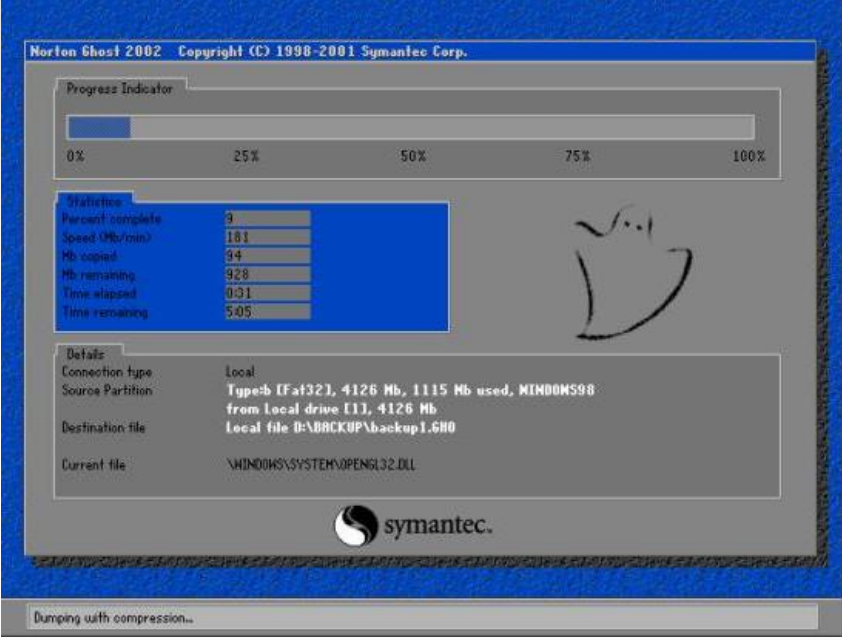 Norton Ghost 2002 Copyright (C) 1998-2001 Symantec Corp.
Progress Indicator
0% 25% 50% 75% 100%
Statistics
Percent complete 9
Speed (Mb/min) 181
Mb copied 94
Mb remaining 928
Time elapsed 0:31
Time remaining 5:05
Details
Connection type Local
Source Partition Type:b [Fat32], 4126 Mb, 1115 Mb used, WINDOWS98
from Local drive [1], 4126 Mb
Destination file Local file D:\BACKUP\backup1.GHO
Current file \WINDOWS\SYSTEM\OPENGL32.DLL
symantec.
Dumping with compression...